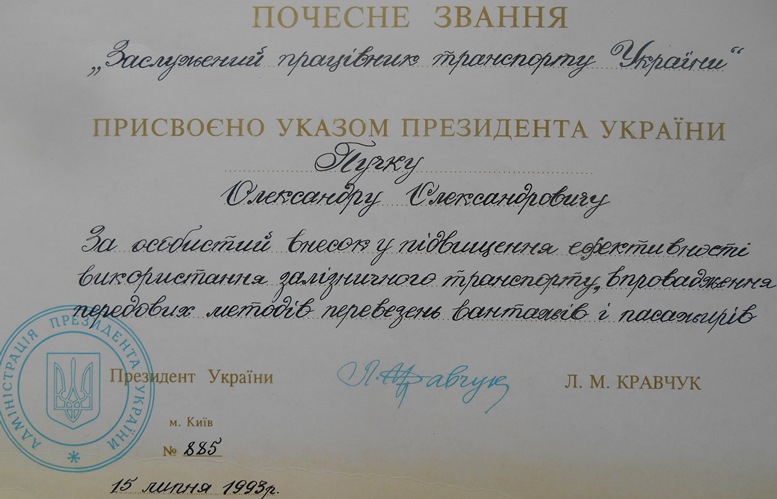 ПОЧЕСНЕ ЗВАННЯ
„Заслужений працівник транспорту України“
ПРИСВОЄНО УКАЗОМ ПРЕЗИДЕНТА УКРАЇНИ
Пучку
Олександру Олександровичу
За особистий внесок у підвищення ефективності
використання залізничного транспорту, впровадження
передових методів перевезень вантажів і пасажирів
АДМІНІСТРАЦІЯ ПРЕЗИДЕНТА УКРАЇНИ
Президент України Л. Кравчук Л. М. КРАВЧУК
м. Київ
№ 885
15 липня 1993р.